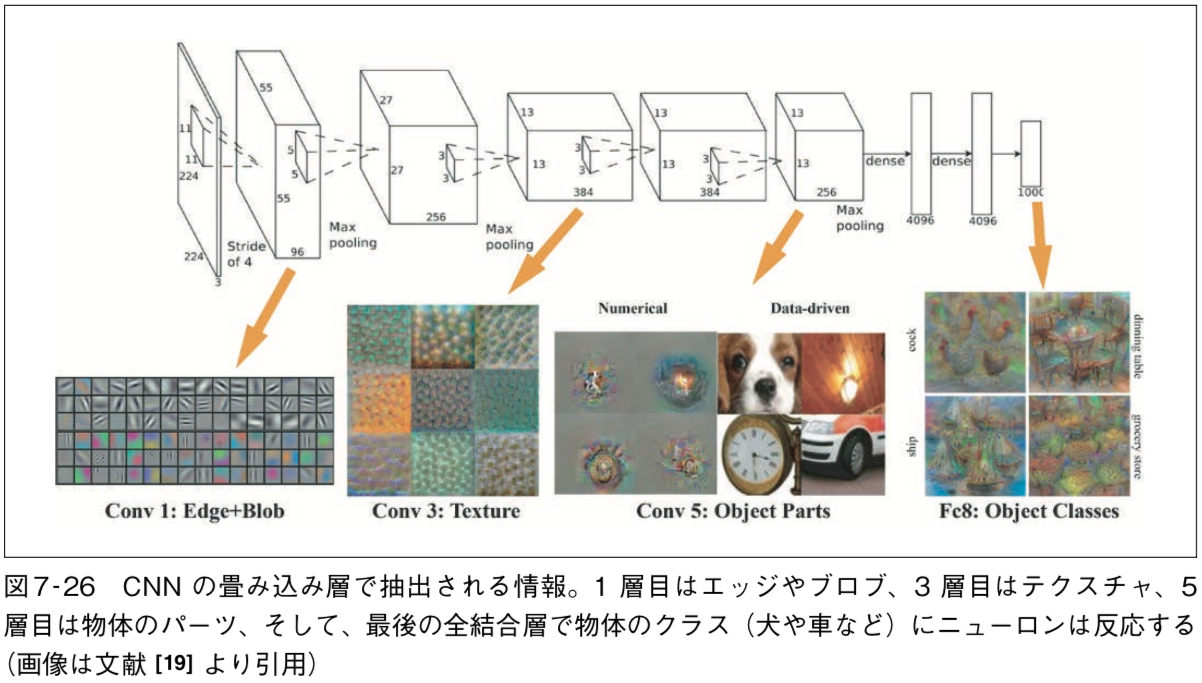 55
27
13
13
13
11
5
3
3
3
dense
dense
11
5
27
3
13
3
13
3
13
224
384
384
256
1000
55
256
4096
4096
Max
pooling
Max
pooling
Max
pooling
224
Stride
of 4
96
3
Numerical
Data-driven
cock
dinning table
ship
grocery store
Conv 1: Edge+Blob
Conv 3: Texture
Conv 5: Object Parts
Fc8: Object Classes
図7-26 CNN の畳み込み層で抽出される情報。1 層目はエッジやブロブ、3 層目はテクスチャ、5
層目は物体のパーツ、そして、最後の全結合層で物体のクラス（犬や車など）にニューロンは反応する
（画像は文献 [19] より引用）